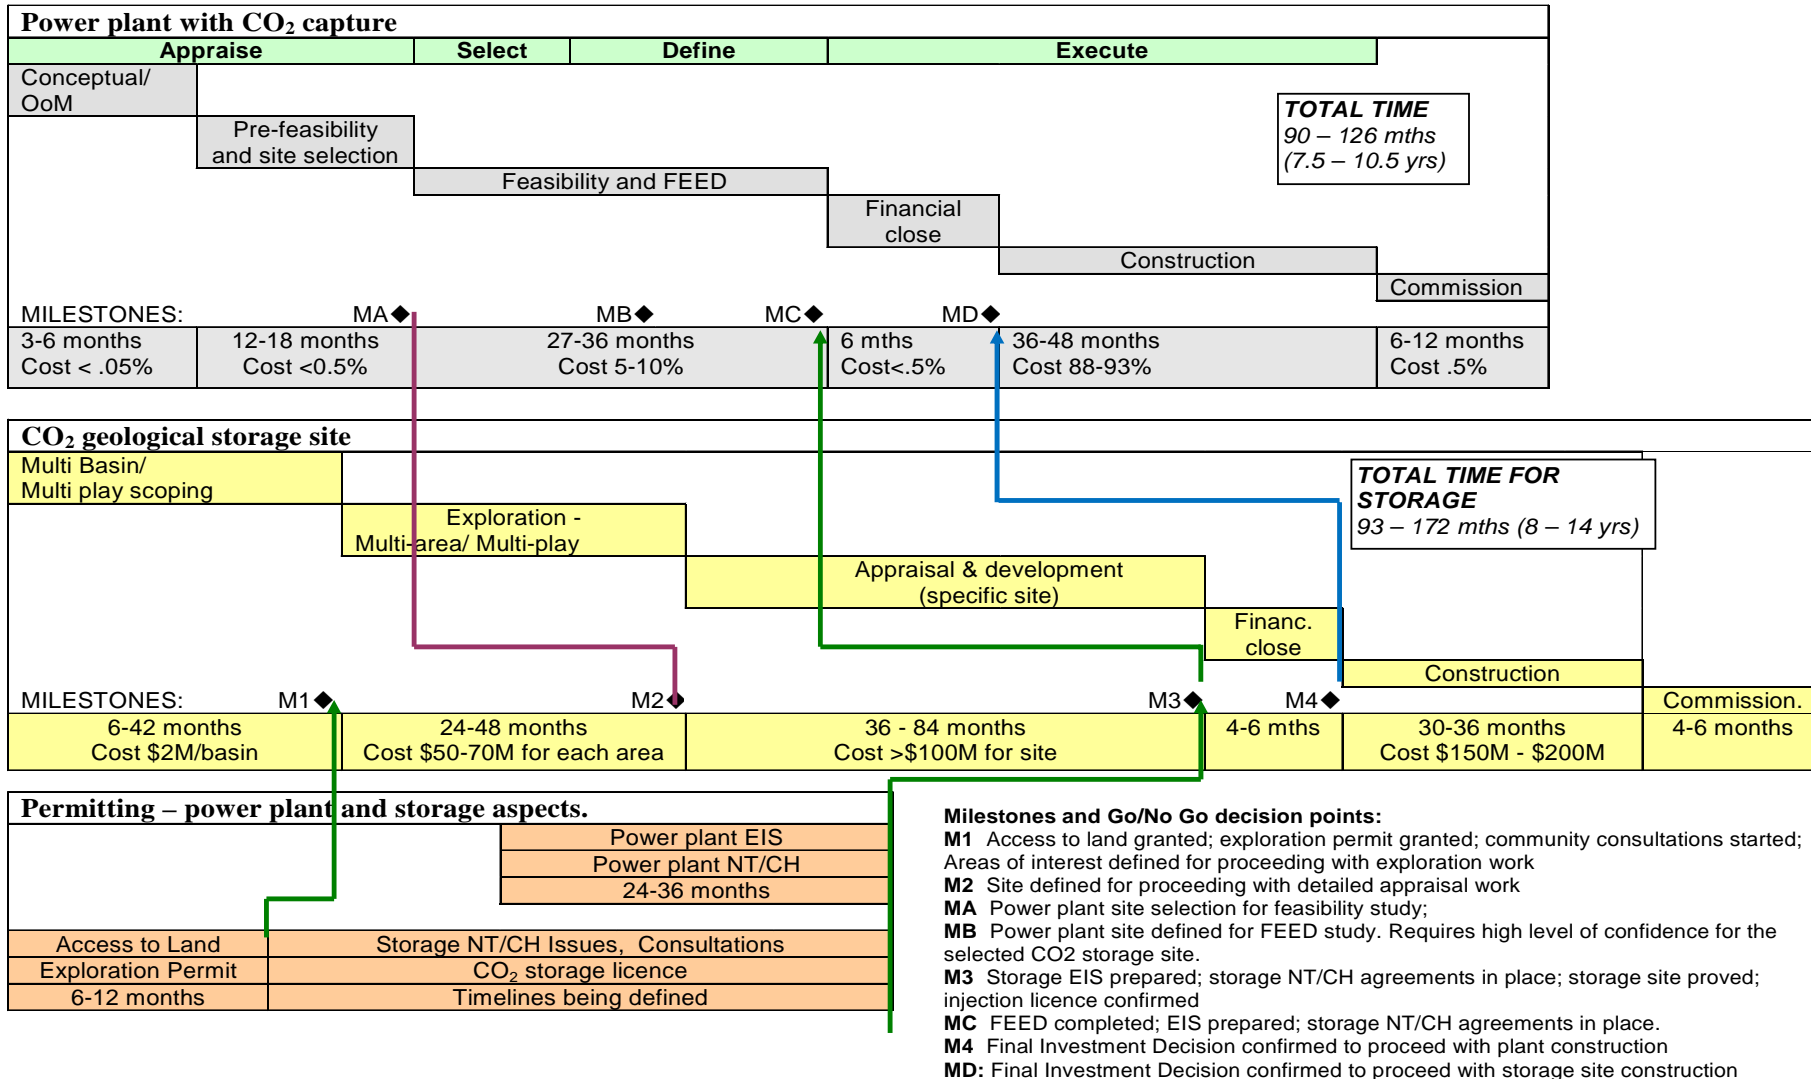 Power plant with CO₂ capture
Appraise Select Define Execute
Conceptual/
OoM
TOTAL TIME
90 – 126 mths
(7.5 – 10.5 yrs)
Pre-feasibility
and site selection
Feasibility and FEED
Financial
close
Construction
Commission
MILESTONES: MA◆ MB◆ MC◆ MD◆
3-6 months 12-18 months 27-36 months 6 mths 36-48 months 6-12 months
Cost < .05% Cost <0.5% Cost 5-10% Cost<.5% Cost 88-93% Cost .5%
CO₂ geological storage site
Multi Basin/
Multi play scoping
TOTAL TIME FOR
STORAGE
93 – 172 mths (8 – 14 yrs)
Exploration -
Multi-area/ Multi-play
Appraisal & development
(specific site)
Financ.
close
Construction
MILESTONES: M1◆ M2◆ M3◆ M4◆ Commission.
6-42 months 24-48 months 36 - 84 months 4-6 mths 30-36 months 4-6 months
Cost $2M/basin Cost $50-70M for each area Cost >$100M for site Cost $150M - $200M
Permitting – power plant and storage aspects.
Power plant EIS
Power plant NT/CH
24-36 months
Access to Land Storage NT/CH Issues, Consultations
Exploration Permit CO₂ storage licence
6-12 months Timelines being defined
Milestones and Go/No Go decision points:
M1 Access to land granted; exploration permit granted; community consultations started;
Areas of interest defined for proceeding with exploration work
M2 Site defined for proceeding with detailed appraisal work
MA Power plant site selection for feasibility study;
MB Power plant site defined for FEED study. Requires high level of confidence for the
selected CO2 storage site.
M3 Storage EIS prepared; storage NT/CH agreements in place; storage site proved;
injection licence confirmed
MC FEED completed; EIS prepared; storage NT/CH agreements in place.
M4 Final Investment Decision confirmed to proceed with plant construction
MD: Final Investment Decision confirmed to proceed with storage site construction